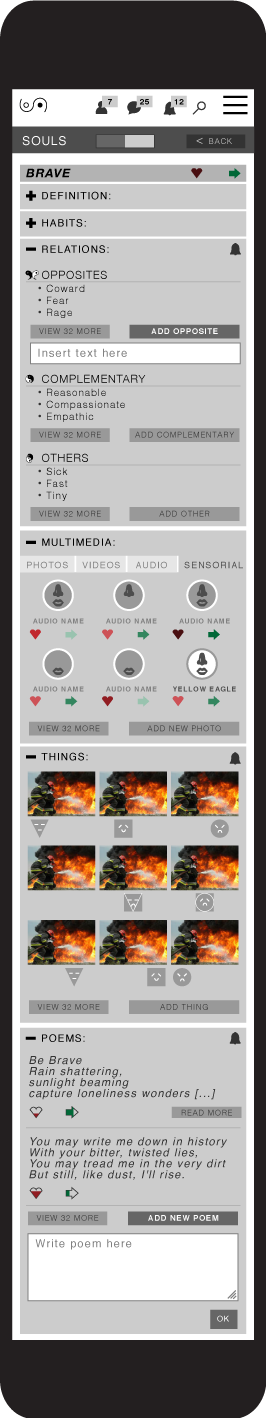 7
25
12
SOULS
< BACK
BRAVE
+ DEFINITION:
+ HABITS:
− RELATIONS:
OPPOSITES
• Coward
• Fear
• Rage
VIEW 32 MORE
ADD OPPOSITE
Insert text here
COMPLEMENTARY
• Reasonable
• Compassionate
• Empathic
VIEW 32 MORE
ADD COMPLEMENTARY
OTHERS
• Sick
• Fast
• Tiny
VIEW 32 MORE
ADD OTHER
− MULTIMEDIA:
PHOTOS VIDEOS AUDIO SENSORIAL
AUDIO NAME AUDIO NAME AUDIO NAME
AUDIO NAME AUDIO NAME YELLOW EAGLE
VIEW 32 MORE
ADD NEW PHOTO
− THINGS:
VIEW 32 MORE
ADD THING
− POEMS:
Be Brave
Rain shattering,
sunlight beaming
capture loneliness wonders [...]
READ MORE
You may write me down in history
With your bitter, twisted lies,
You may tread me in the very dirt
But still, like dust, I'll rise.
VIEW 32 MORE
ADD NEW POEM
Write poem here
OK